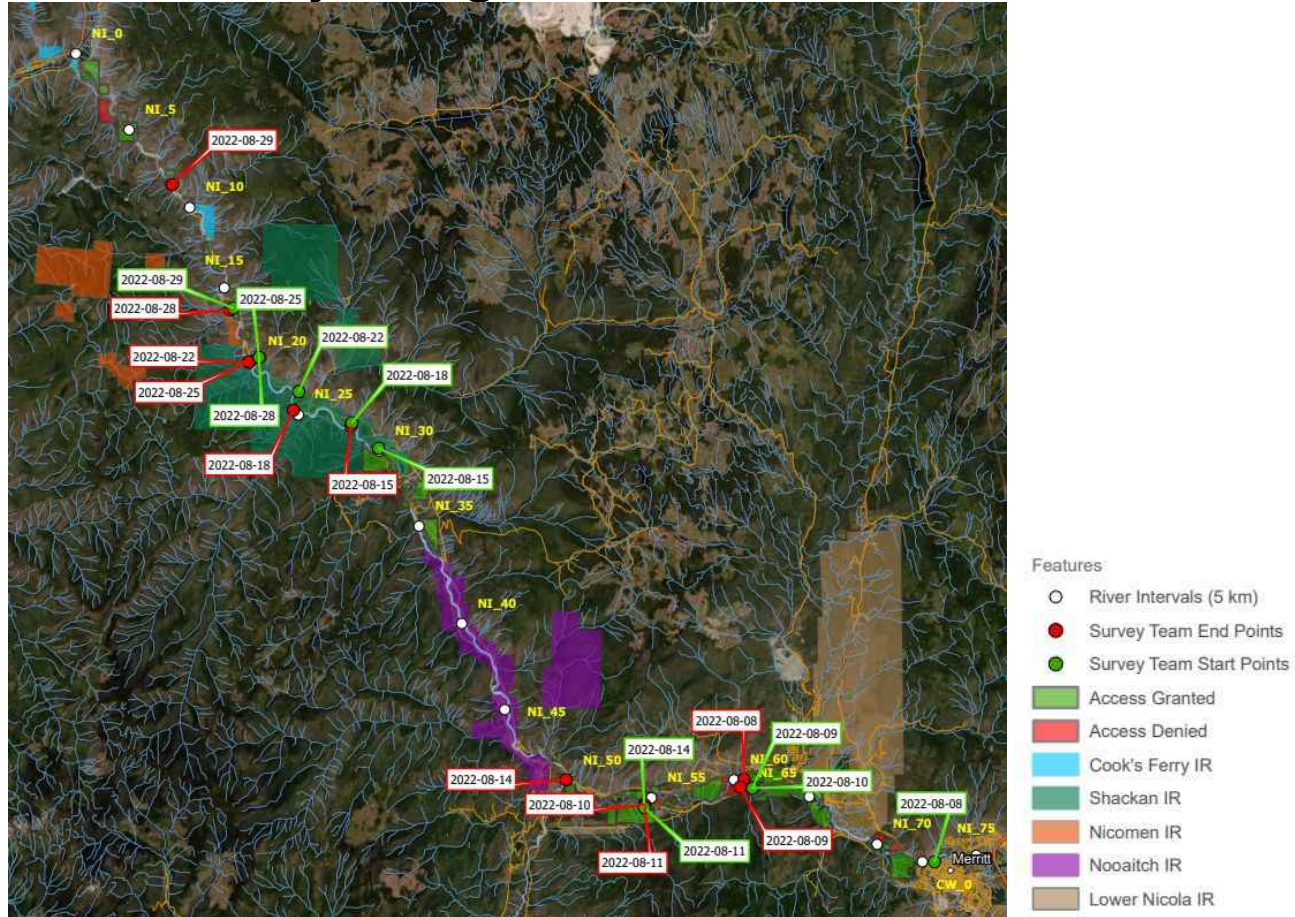 NI_0
NI_5
2022-08-29
NI_10
NI_15
2022-08-29
2022-08-25
2022-08-28
NI_20
2022-08-22
2022-08-22
2022-08-18
2022-08-25
NI_25
2022-08-28
NI_30
2022-08-18
2022-08-15
2022-08-15
NI_35
NI_40
NI_45
2022-08-08
2022-08-09
2022-08-14
NI_50
NI_60
2022-08-14
NI_55
NI_65
2022-08-10
2022-08-10
2022-08-08
NI_70
NI_75
2022-08-09
2022-08-11
2022-08-11
Merritt
CW_0
Features
River Intervals (5 km)
Survey Team End Points
Survey Team Start Points
Access Granted
Access Denied
Cook's Ferry IR
Shackan IR
Nicomen IR
Nooaitch IR
Lower Nicola IR